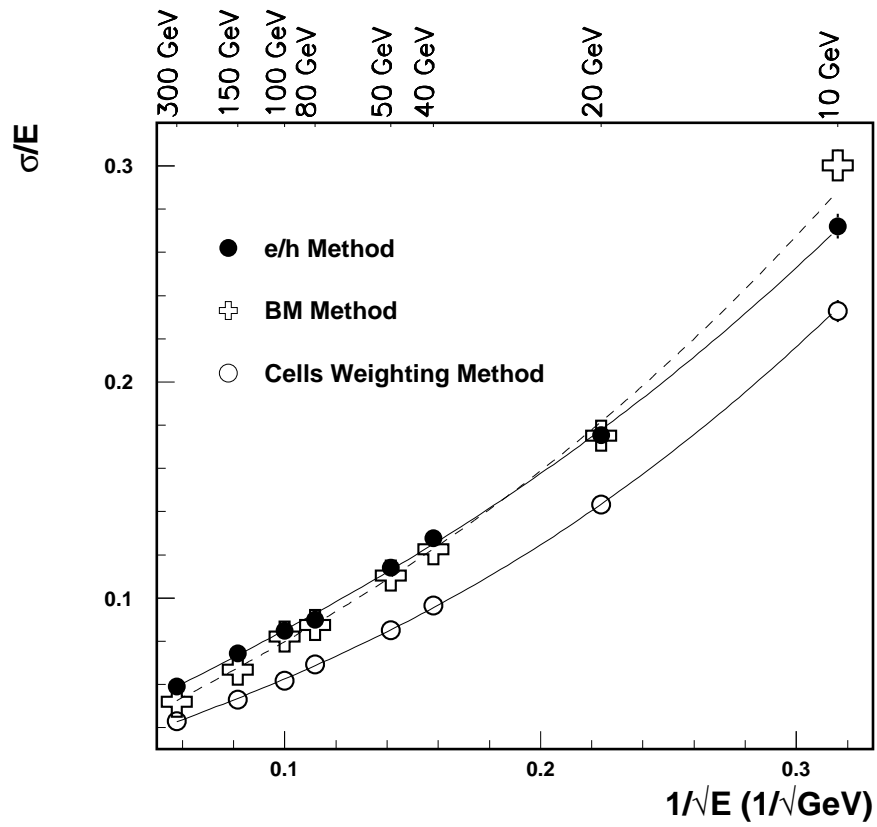 300 GeV
150 GeV
100 GeV
80 GeV
50 GeV
40 GeV
20 GeV
10 GeV
σ/E
0.3
0.2
0.1
e/h Method
BM Method
Cells Weighting Method
0.1
0.2
0.3
1/√E (1/√GeV)